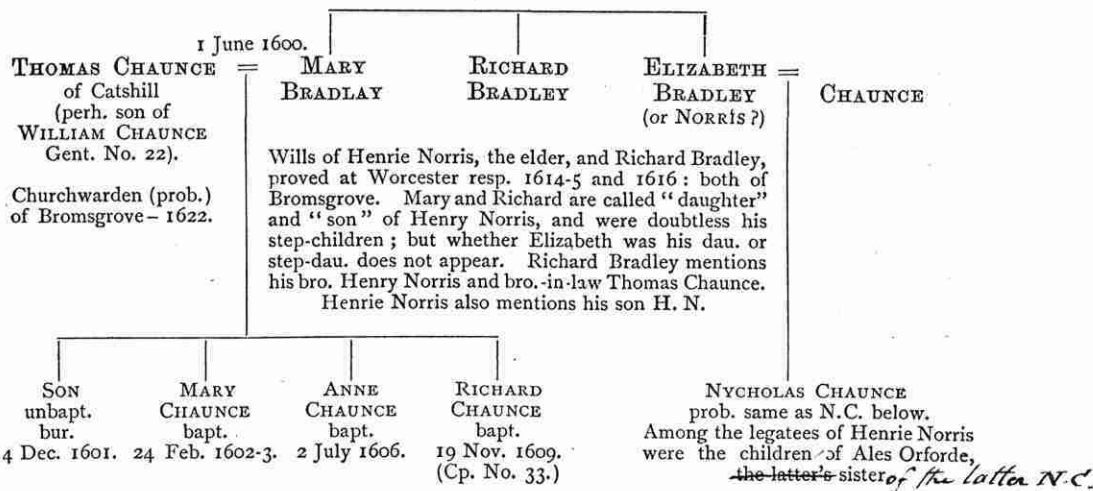 1 June 1600.
THOMAS CHAUNCE = MARY RICHARD ELIZABETH =
of Catshill BRADLAY BRADLEY BRADLEY CHAUNCE
(perh. son of (or NORRIS ?)
WILLIAM CHAUNCE
Gent. No. 22).
Churchwarden (prob.)
of Bromsgrove – 1622.
Wills of Henrie Norris, the elder, and Richard Bradley,
proved at Worcester resp. 1614-5 and 1616 : both of
Bromsgrove. Mary and Richard are called “ daughter”
and “ son ” of Henry Norris, and were doubtless his
step-children ; but whether Elizabeth was his dau. or
step-dau. does not appear. Richard Bradley mentions
his bro. Henry Norris and bro.-in-law Thomas Chaunce.
Henrie Norris also mentions his son H. N.
SON
unbapt.
bur.
4 Dec. 1601.
MARY
CHAUNCE
bapt.
24 Feb. 1602-3.
ANNE
CHAUNCE
bapt.
2 July 1606.
RICHARD
CHAUNCE
bapt.
19 Nov. 1609.
(Cp. No. 33.)
NYCHOLAS CHAUNCE
prob. same as N.C. below.
Among the legatees of Henrie Norris
were the children of Ales Orforde,
the latter's sister of the latter N.C.